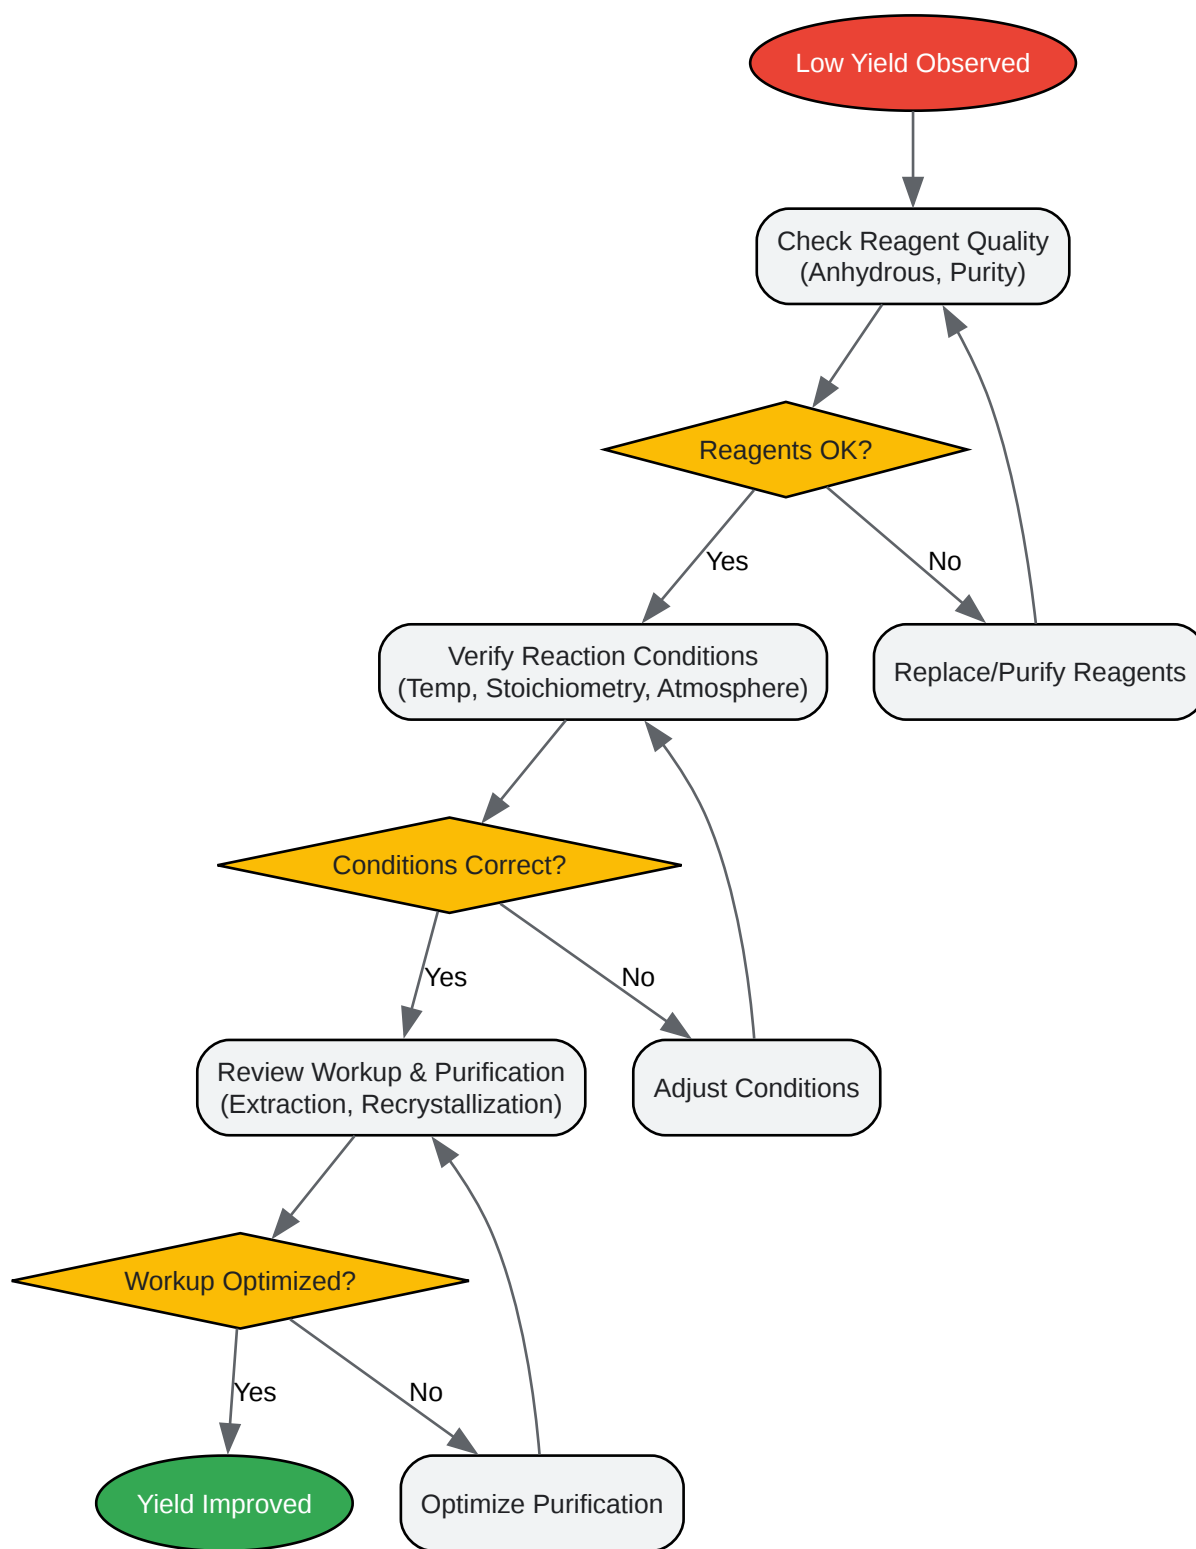 Low Yield Observed
Check Reagent Quality
(Anhydrous, Purity)
Reagents OK?
Yes
No
Verify Reaction Conditions
(Temp, Stoichiometry, Atmosphere)
Replace/Purify Reagents
Conditions Correct?
Yes
No
Review Workup & Purification
(Extraction, Recrystallization)
Adjust Conditions
Workup Optimized?
Yes
No
Yield Improved
Optimize Purification